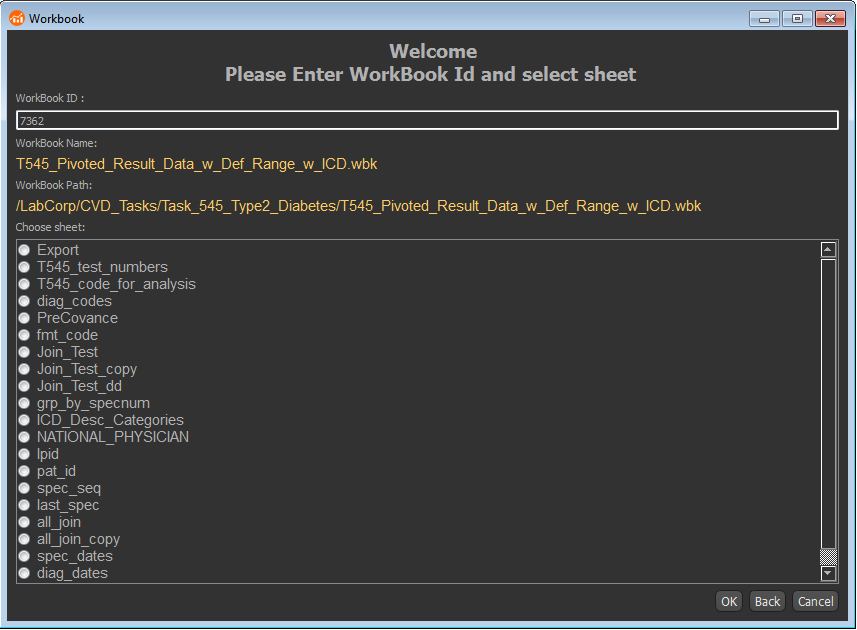 Workbook
Welcome
Please Enter WorkBook Id and select sheet
WorkBook ID :
7362
WorkBook Name:
T545_Pivoted_Result_Data_w_Def_Range_w_ICD.wbk
WorkBook Path:
/LabCorp/CVD_Tasks/Task_545_Type2_Diabetes/T545_Pivoted_Result_Data_w_Def_Range_w_ICD.wbk
Choose sheet:
Export
T545_test_numbers
T545_code_for_analysis
diag_codes
PreCovance
fmt_code
Join_Test
Join_Test_copy
Join_Test_dd
grp_by_specnum
ICD_Desc_Categories
NATIONAL_PHYSICIAN
lpid
pat_id
spec_seq
last_spec
all_join
all_join_copy
spec_dates
diag_dates
OK Back Cancel